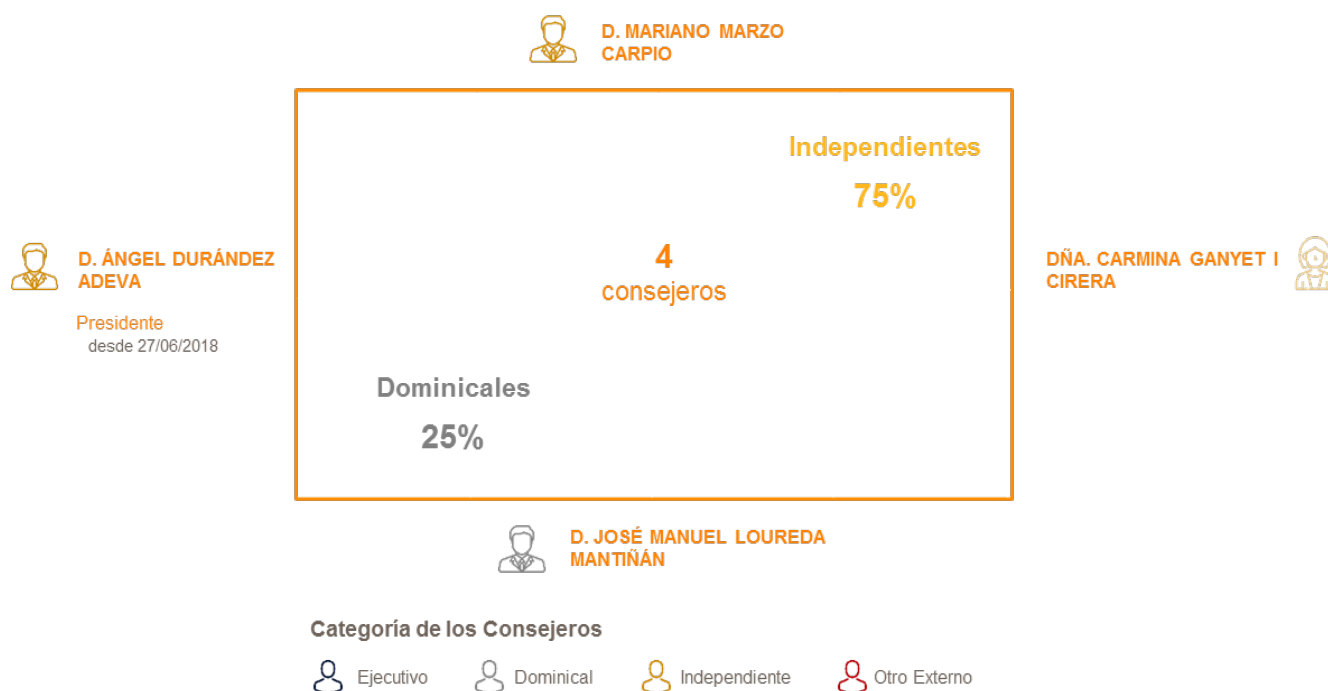 D. MARIANO MARZO
CARPIO
Independientes
75%
D. ÁNGEL DURÁNDEZ
ADEVA
Presidente
desde 27/06/2018
4
consejeros
DÑA. CARMINA GANYET I
CIRERA
Dominicales
25%
D. JOSÉ MANUEL LOUREDA
MANTIÑÁN
Categoría de los Consejeros
Ejecutivo
Dominical
Independiente
Otro Externo